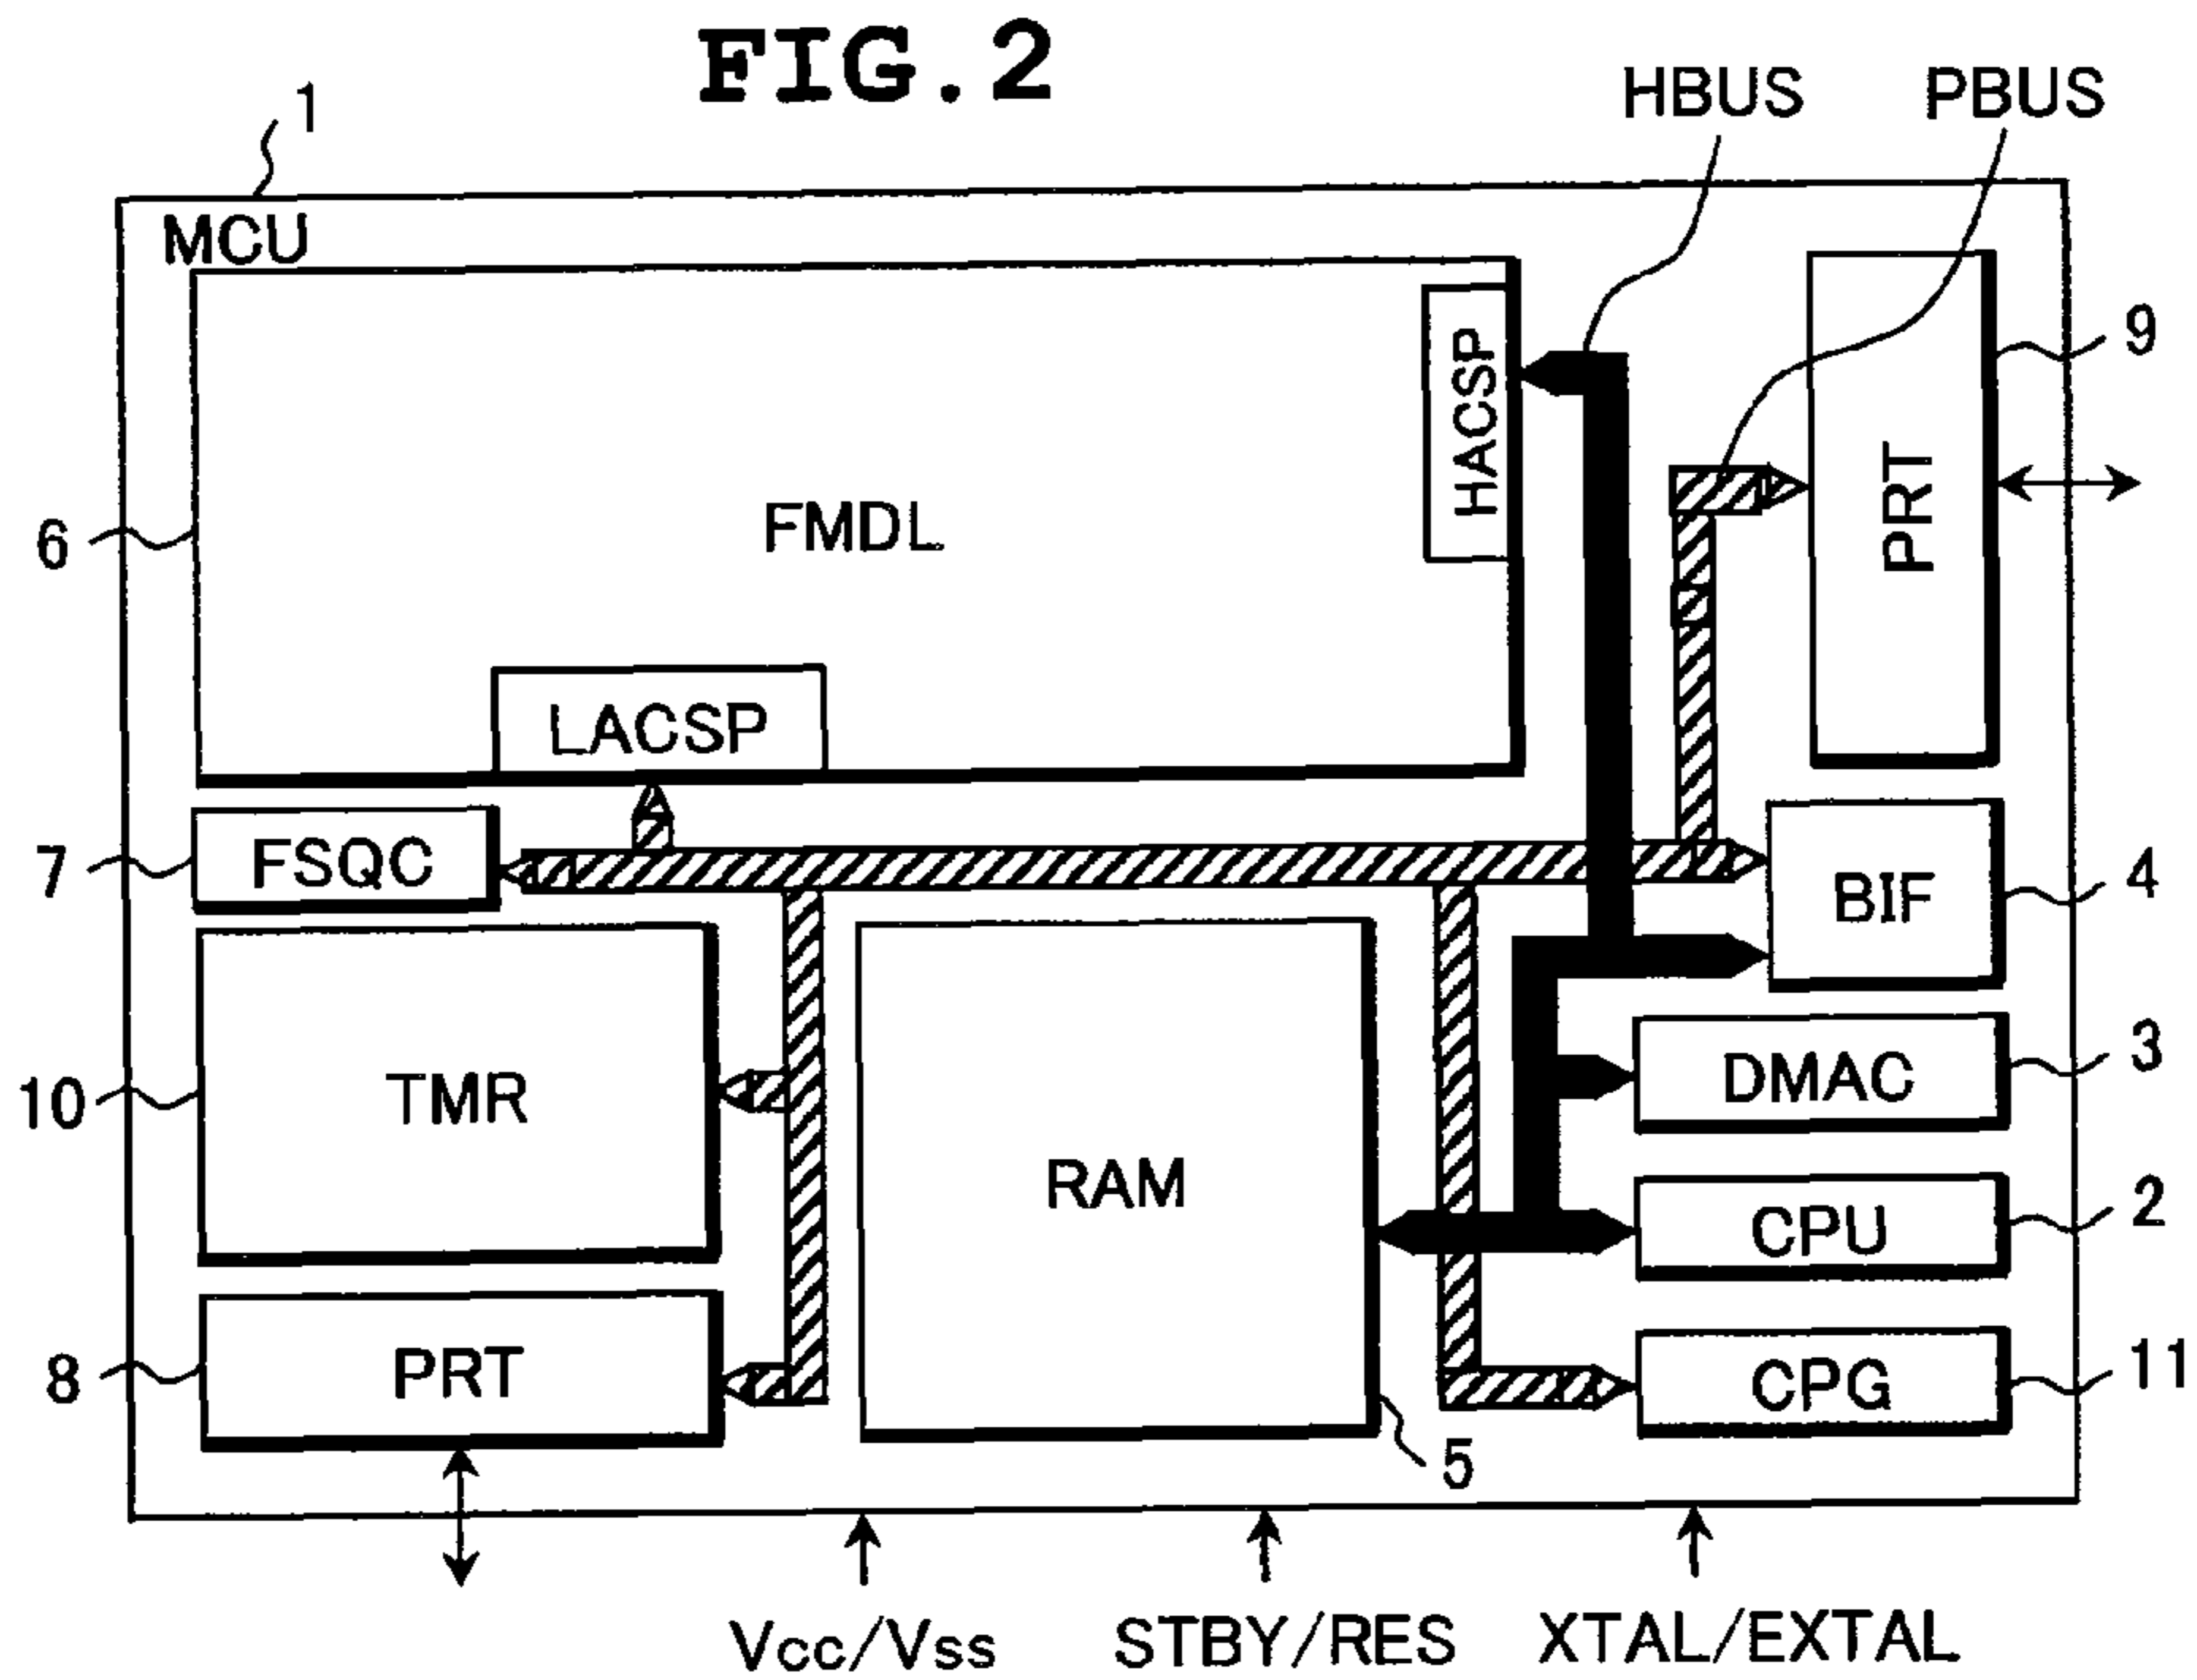 FIG.2
HBUS
PBUS
1
MCU
HACSP
9
FMDL
PRT
6
LACSP
FSQC
7
BIF
4
TMR
10
RAM
DMAC
3
CPU
2
PRT
8
CPG
11
5
Vcc/Vss
STBY/RES
XTAL/EXTAL